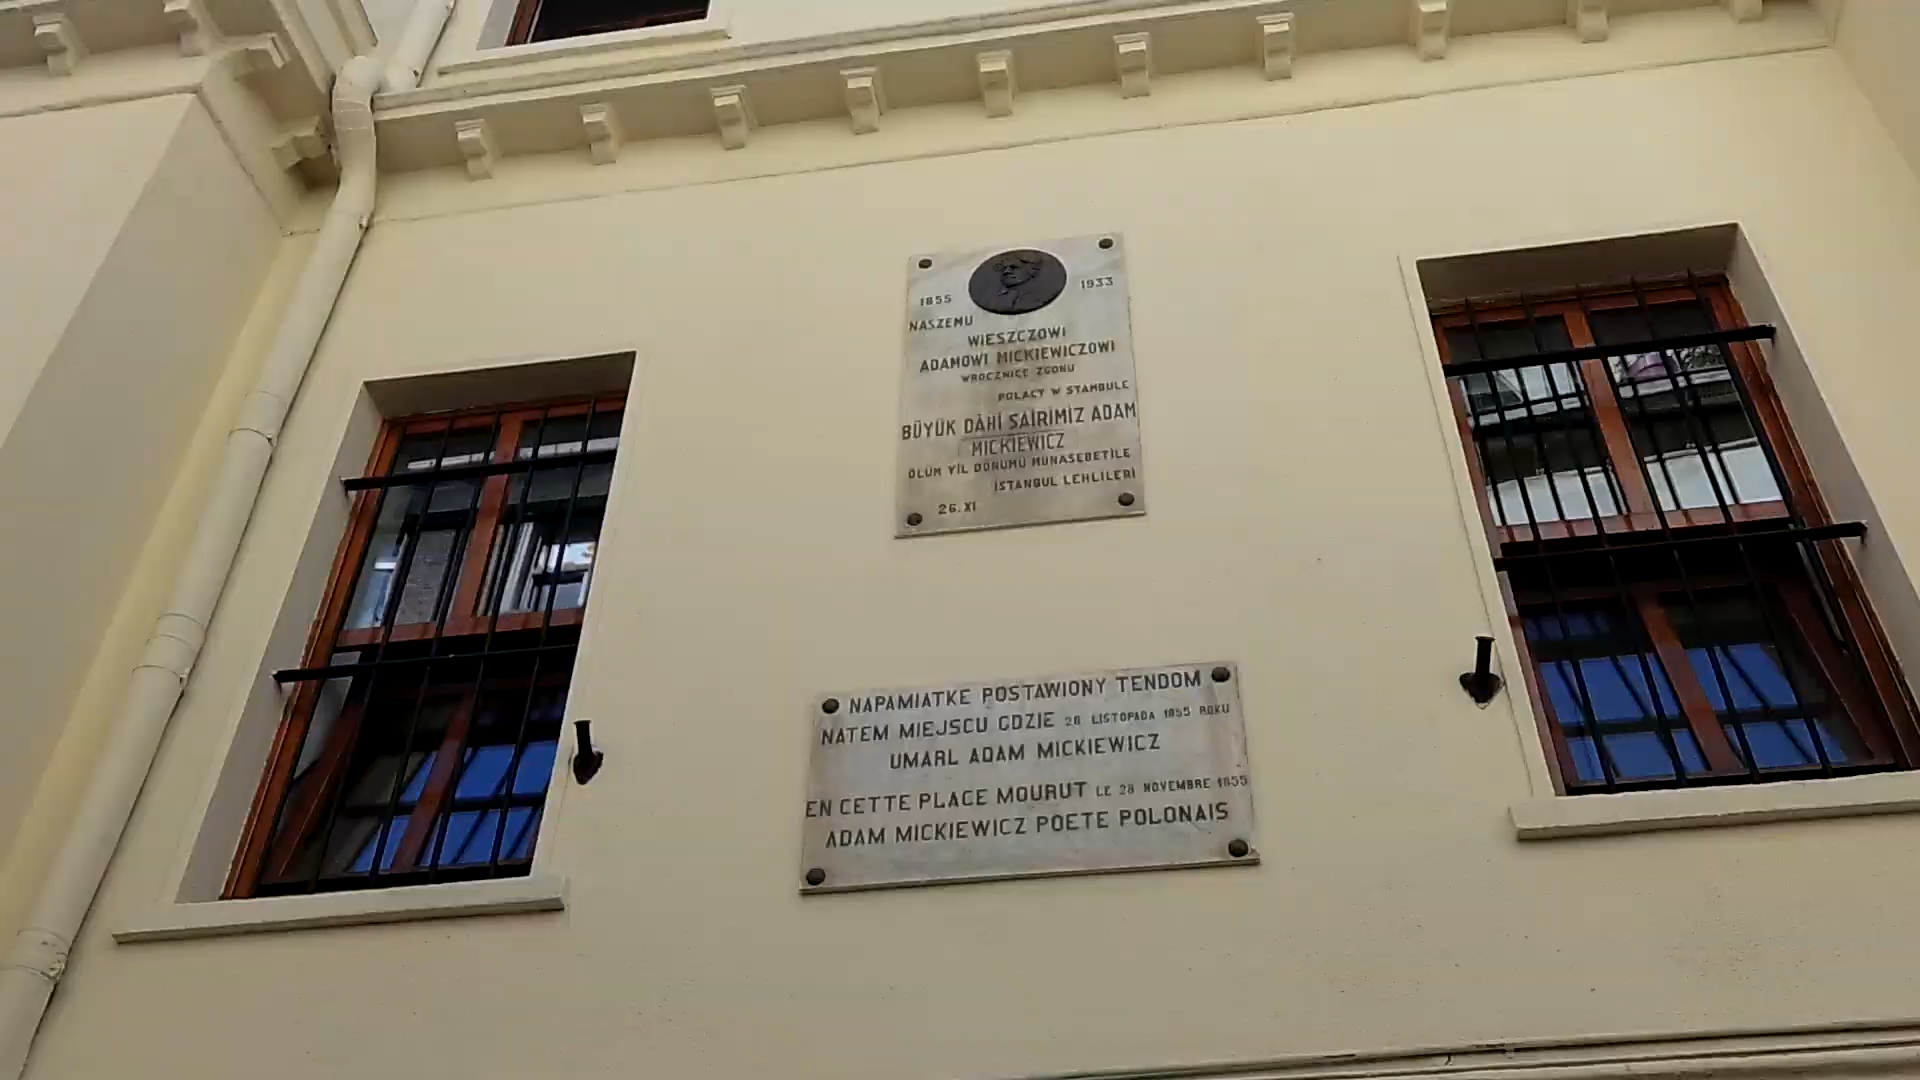 1855
1933
NASZEMU
WIESZCZOWI
ADAMOWI MICKIEWICZOWI
W ROCZNICE ZGONU
POLACY W STAMBULE
BÜYÜK DÂHİ SAİRİMİZ ADAM
MICKIEWICZ
ÖLÜM YİL DÖNÜMÜ MÜNASEBETİLE
İSTANBUL LEHLİLERİ
26.XI
NAPAMIATKE POSTAWIONY TENDOM
NATEM MIEJSCU GDZIE 28 LISTOPADA 1855 ROKU
UMARL ADAM MICKIEWICZ
EN CETTE PLACE MOURUT LE 28 NOVEMBRE 1855
ADAM MICKIEWICZ POETE POLONAIS